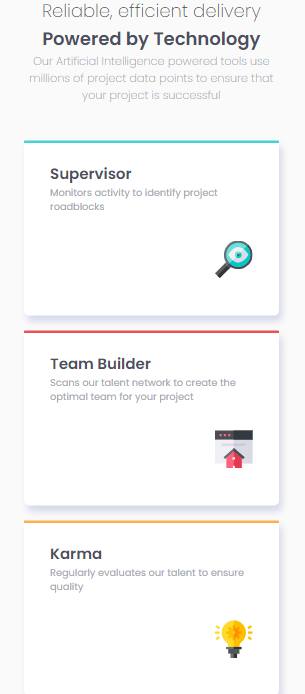 Reliable, efficient delivery
Powered by Technology
Our Artificial Intelligence powered tools use
millions of project data points to ensure that
your project is successful
Supervisor
Monitors activity to identify project
roadblocks
Team Builder
Scans our talent network to create the
optimal team for your project
Karma
Regularly evaluates our talent to ensure
quality